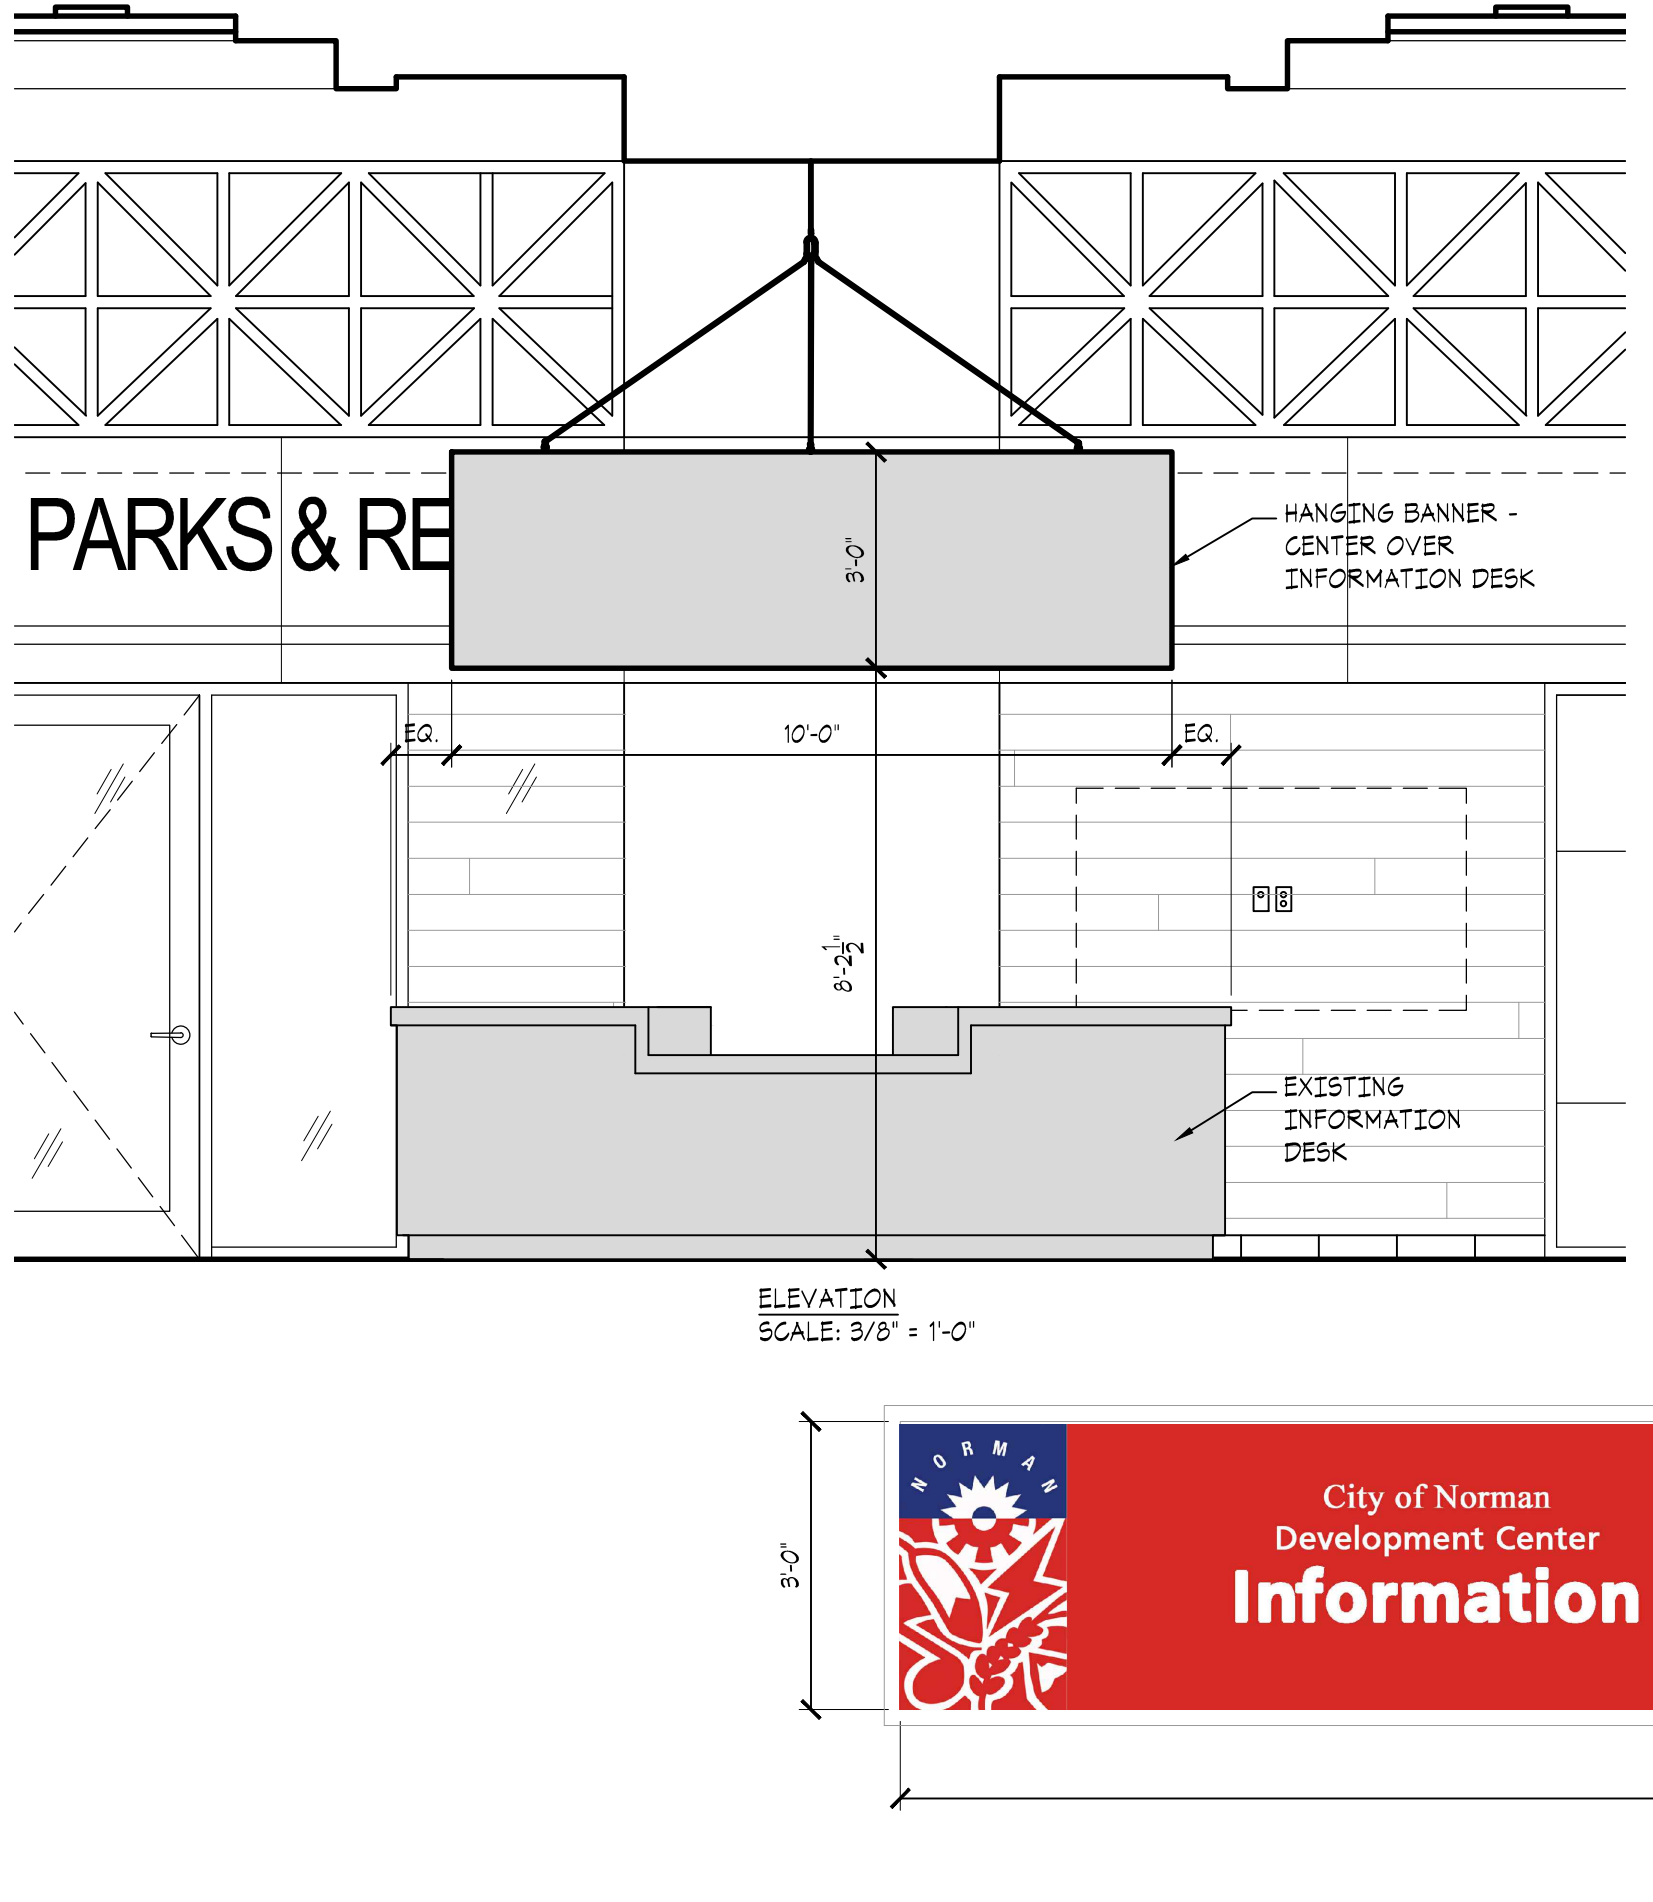 PARKS & RE
3'-0"
HANGING BANNER -
CENTER OVER
INFORMATION DESK
EQ.
10'-0"
EQ.
8'-2 1/2"
EXISTING
INFORMATION
DESK
ELEVATION
SCALE: 3/8" = 1'-0"
3'-0"
NORMAN
City of Norman
Development Center
Information